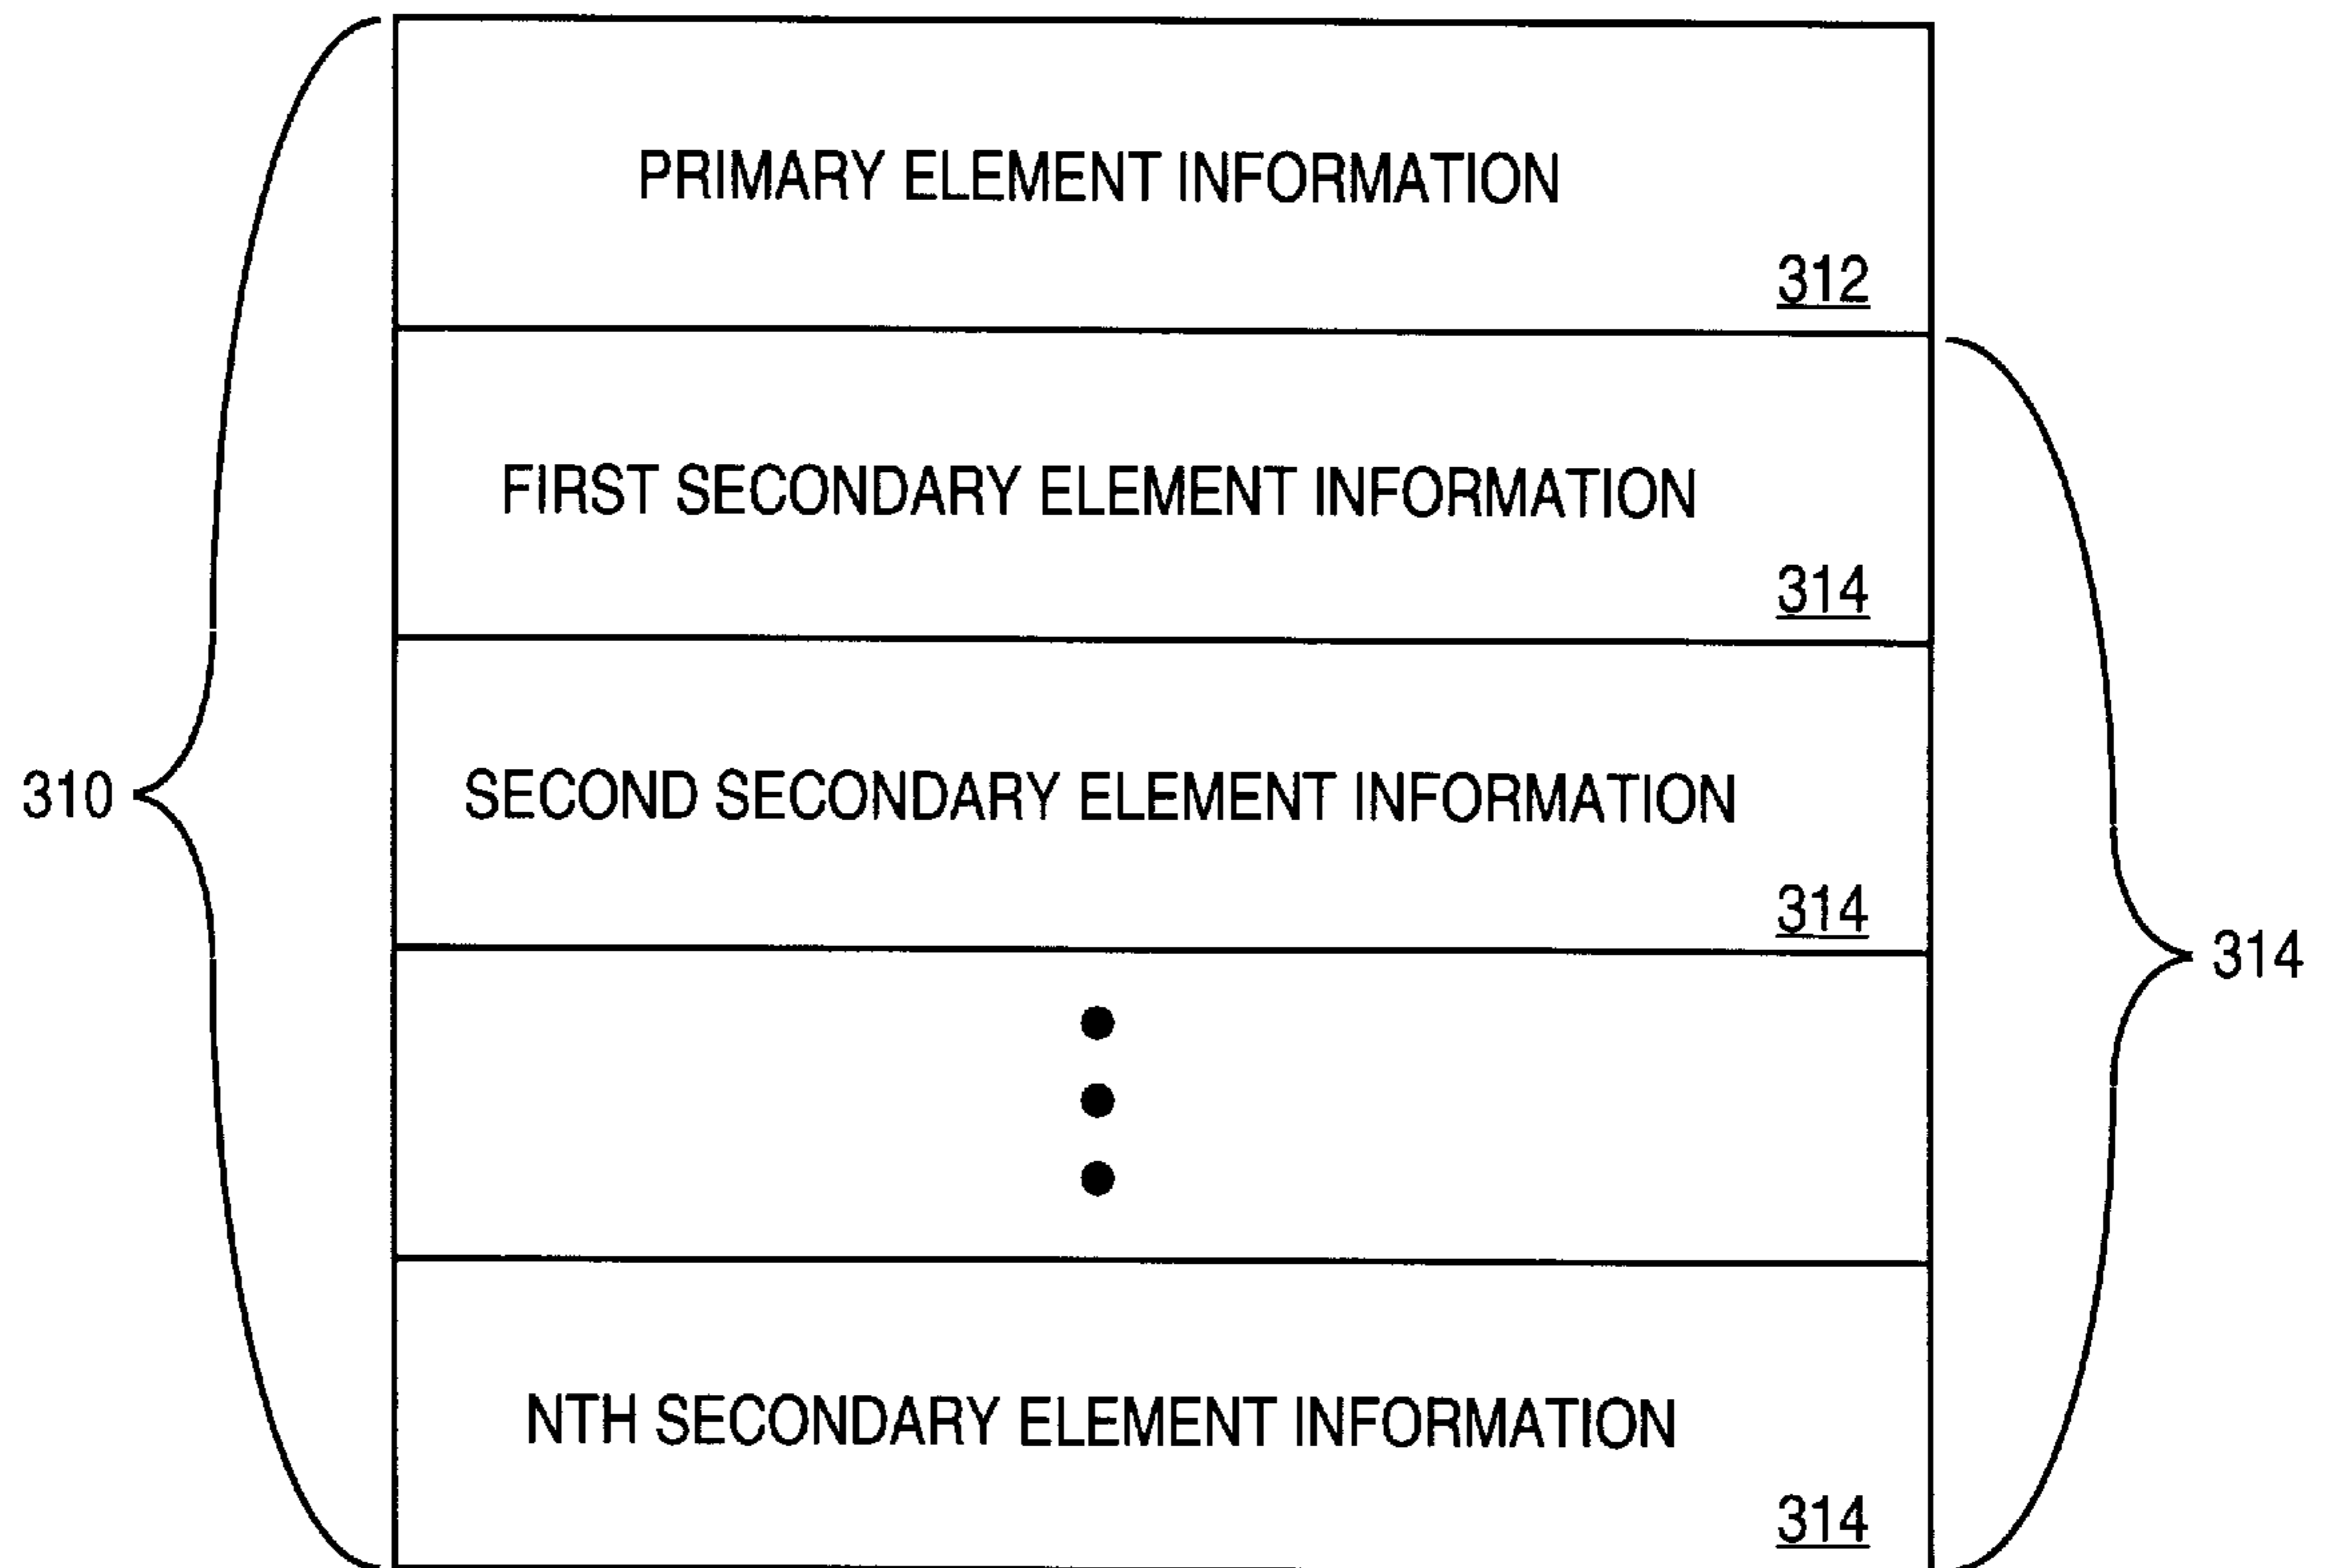 PRIMARY ELEMENT INFORMATION
312
FIRST SECONDARY ELEMENT INFORMATION
314
310
SECOND SECONDARY ELEMENT INFORMATION
314
314
NTH SECONDARY ELEMENT INFORMATION
314